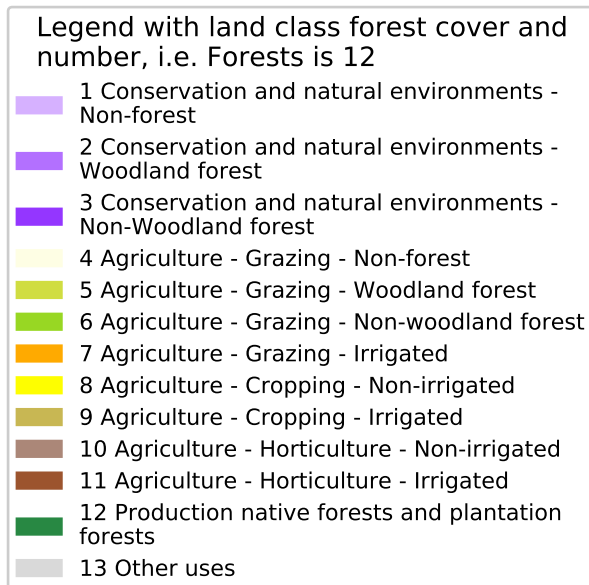 Legend with land class forest cover and
number, i.e. Forests is 12
1 Conservation and natural environments -
Non-forest
2 Conservation and natural environments -
Woodland forest
3 Conservation and natural environments -
Non-Woodland forest
4 Agriculture - Grazing - Non-forest
5 Agriculture - Grazing - Woodland forest
6 Agriculture - Grazing - Non-woodland forest
7 Agriculture - Grazing - Irrigated
8 Agriculture - Cropping - Non-irrigated
9 Agriculture - Cropping - Irrigated
10 Agriculture - Horticulture - Non-irrigated
11 Agriculture - Horticulture - Irrigated
12 Production native forests and plantation
forests
13 Other uses